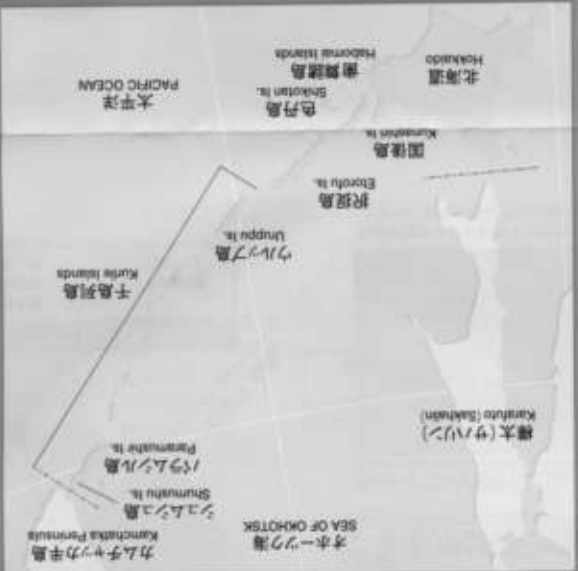 カムチャッカ半島
Kamchatka Peninsula
オホーツク海
SEA OF OKHOTSK
シュムシュ島
Shumushu Is.
パラムシル島
Paramushir Is.
樺太(サハリン)
Karafuto (Sakhalin)
千島列島
Kurile Islands
ウルップ島
Uruppu Is.
択捉島
Etorofu Is.
国後島
Kunashiri Is.
色丹島
Shikotan Is.
太平洋
PACIFIC OCEAN
歯舞諸島
Habomai Islands
北海道
Hokkaido